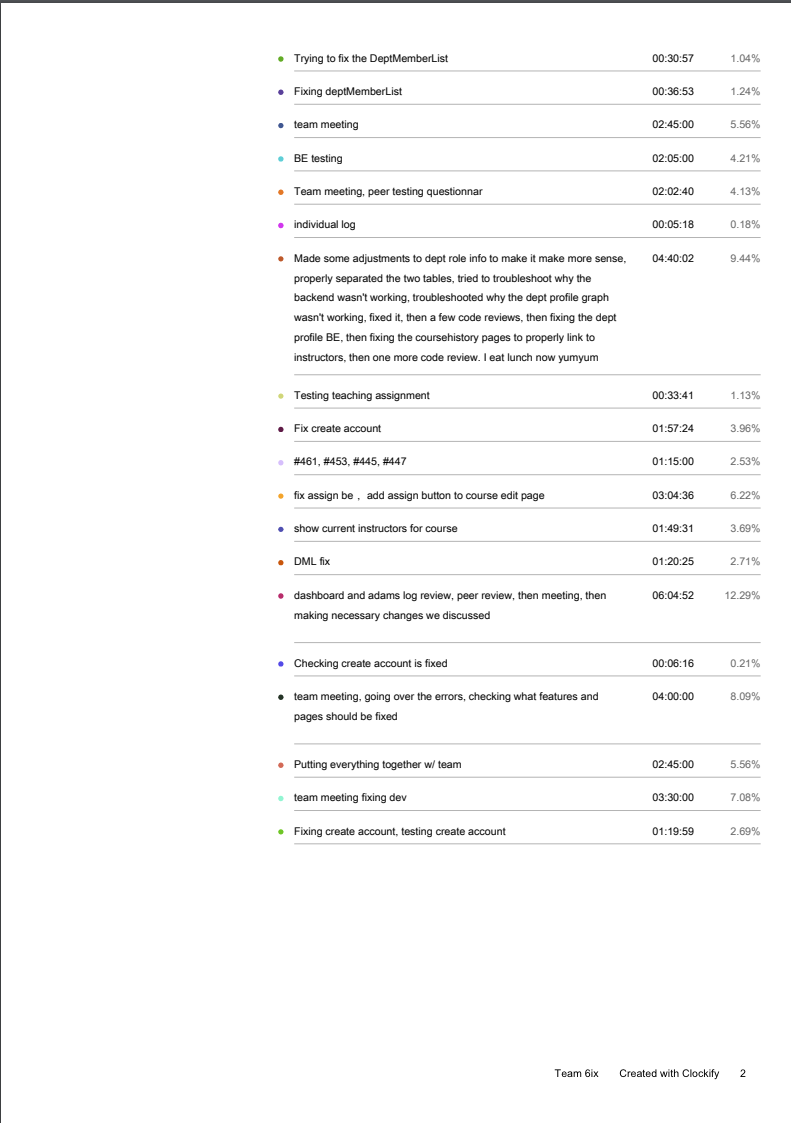 Trying to fix the DeptMemberList 00:30:57 1.04%
Fixing deptMemberList 00:36:53 1.24%
team meeting 02:45:00 5.56%
BE testing 02:05:00 4.21%
Team meeting, peer testing questionnar 02:02:40 4.13%
individual log 00:05:18 0.18%
Made some adjustments to dept role info to make it make more sense, 04:40:02 9.44%
properly separated the two tables, tried to troubleshoot why the
backend wasn't working, troubleshooted why the dept profile graph
wasn't working, fixed it, then a few code reviews, then fixing the dept
profile BE, then fixing the coursehistory pages to properly link to
instructors, then one more code review. I eat lunch now yumyum
Testing teaching assignment 00:33:41 1.13%
Fix create account 01:57:24 3.96%
#461, #453, #445, #447 01:15:00 2.53%
fix assign be ， add assign button to course edit page 03:04:36 6.22%
show current instructors for course 01:49:31 3.69%
DML fix 01:20:25 2.71%
dashboard and adams log review, peer review, then meeting, then 06:04:52 12.29%
making necessary changes we discussed
Checking create account is fixed 00:06:16 0.21%
team meeting, going over the errors, checking what features and 04:00:00 8.09%
pages should be fixed
Putting everything together w/ team 02:45:00 5.56%
team meeting fixing dev 03:30:00 7.08%
Fixing create account, testing create account 01:19:59 2.69%
Team 6ix Created with Clockify 2